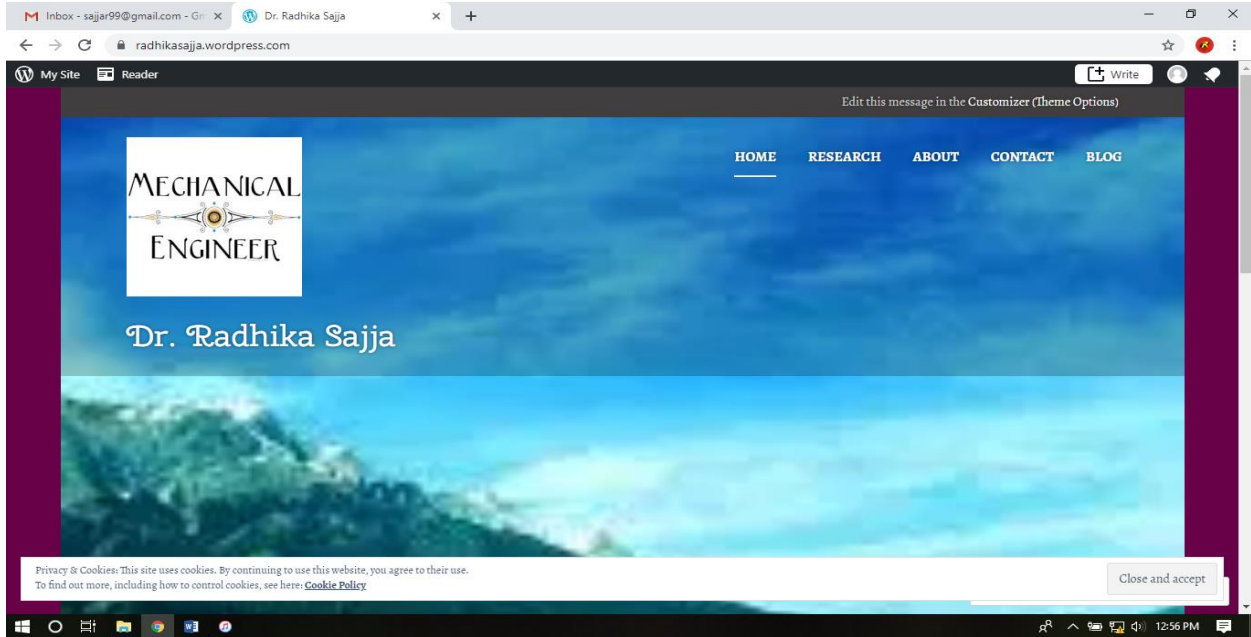 Inbox - sajjar99@gmail.com - Gm
Dr. Radhika Sajja
radhikasajja.wordpress.com
My Site
Reader
Write
Edit this message in the Customizer (Theme Options)
HOME RESEARCH ABOUT CONTACT BLOG
MECHANICAL
ENGINEER
Dr. Radhika Sajja
Privacy & Cookies: This site uses cookies. By continuing to use this website, you agree to their use.
To find out more, including how to control cookies, see here: Cookie Policy
Close and accept
12:56 PM